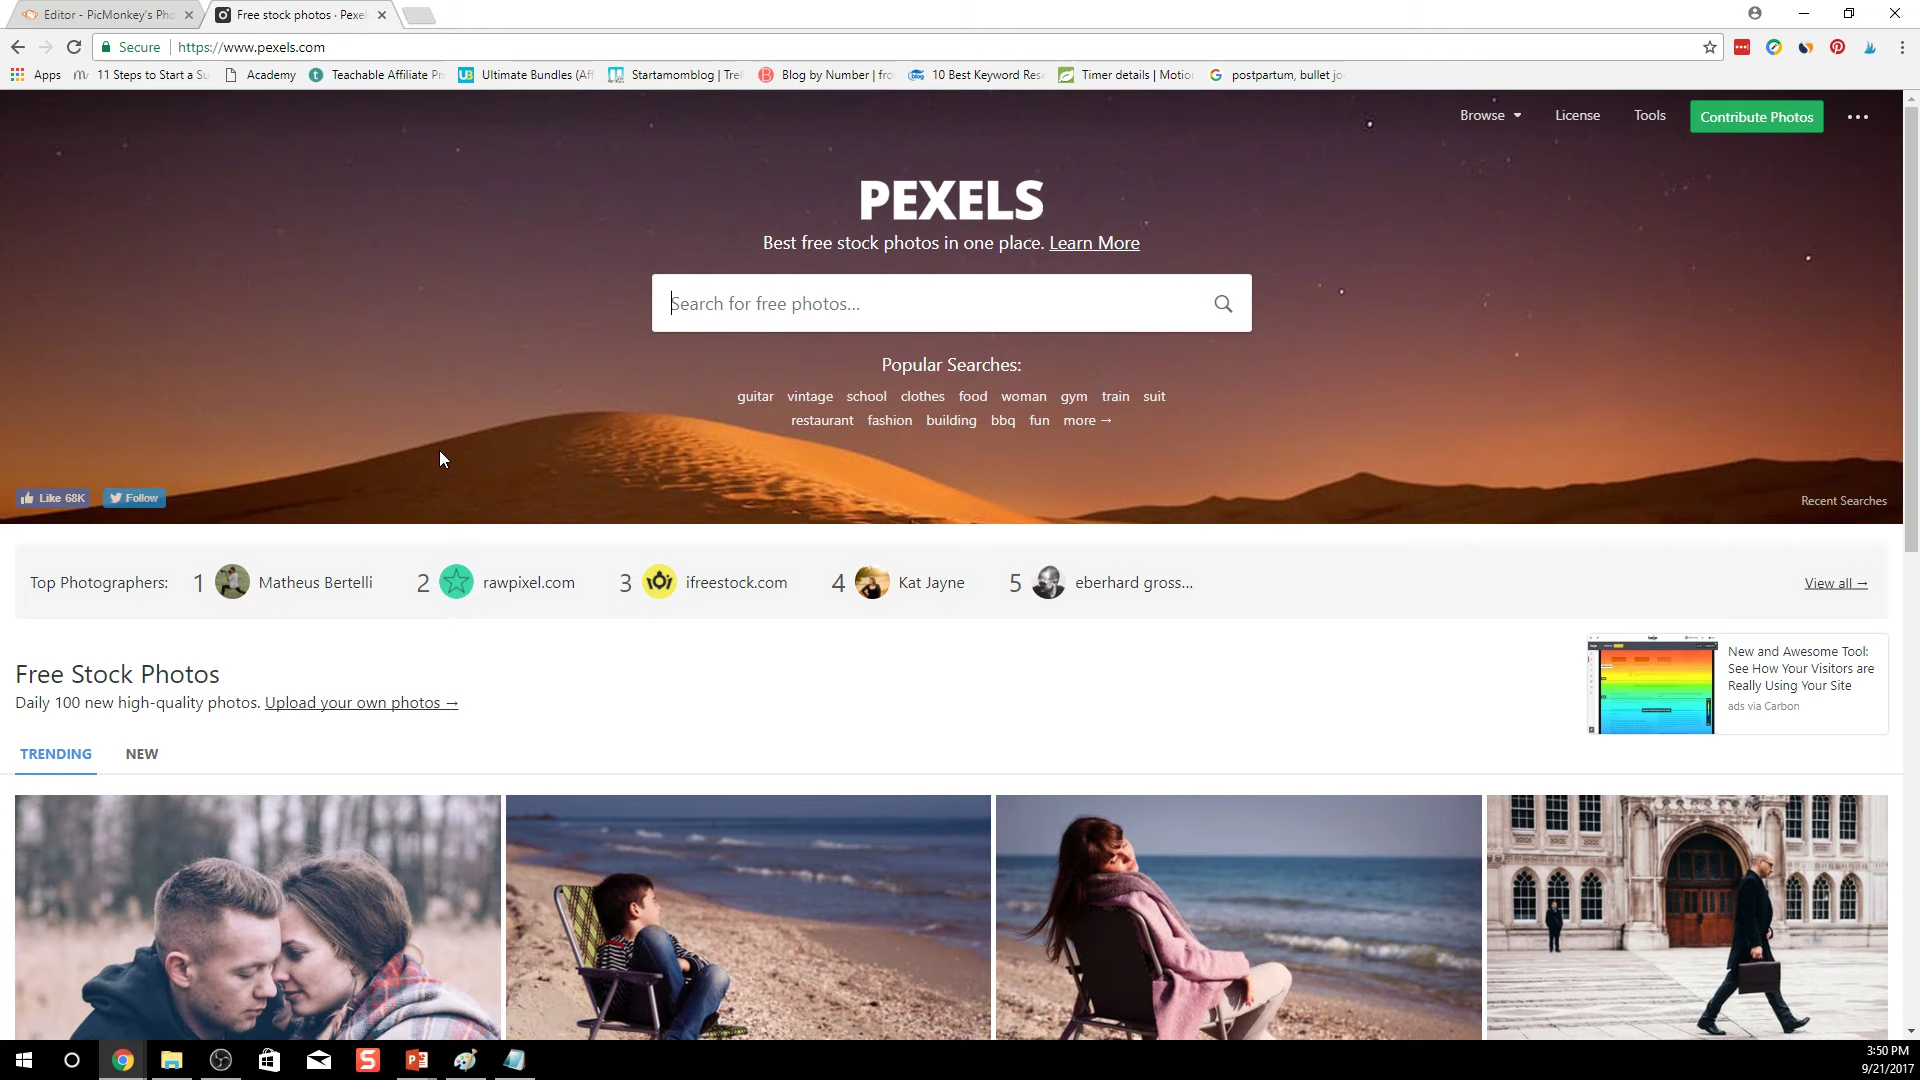 Editor - PicMonkey's Pho
Free stock photos · Pexel
Secure
https://www.pexels.com
Apps
11 Steps to Start a Su
Academy
Teachable Affiliate Pr
Ultimate Bundles (Aff
Startamomblog | Trel
Blog by Number | fro
10 Best Keyword Rese
Timer details | Motion
postpartum, bullet jo
Browse
License
Tools
Contribute Photos
PEXELS
Best free stock photos in one place. Learn More
Search for free photos...
Popular Searches:
guitar vintage school clothes food woman gym train suit
restaurant fashion building bbq fun more →
Like 68K
Follow
Recent Searches
Top Photographers:
1 Matheus Bertelli
2 rawpixel.com
3 ifreestock.com
4 Kat Jayne
5 eberhard gross...
View all →
Free Stock Photos
Daily 100 new high-quality photos. Upload your own photos →
New and Awesome Tool:
See How Your Visitors are
Really Using Your Site
ads via Carbon
TRENDING
NEW
3:50 PM
9/21/2017